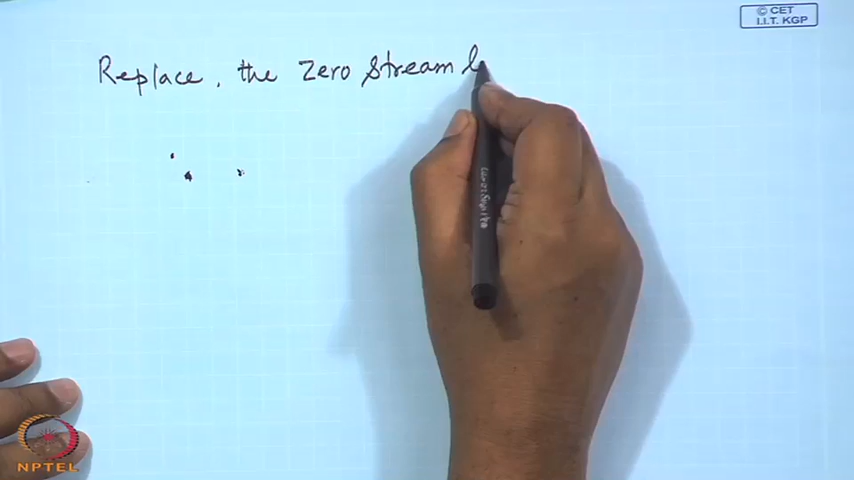 © CET
I.I.T. KGP
Replace, the Zero Stream l
NPTEL